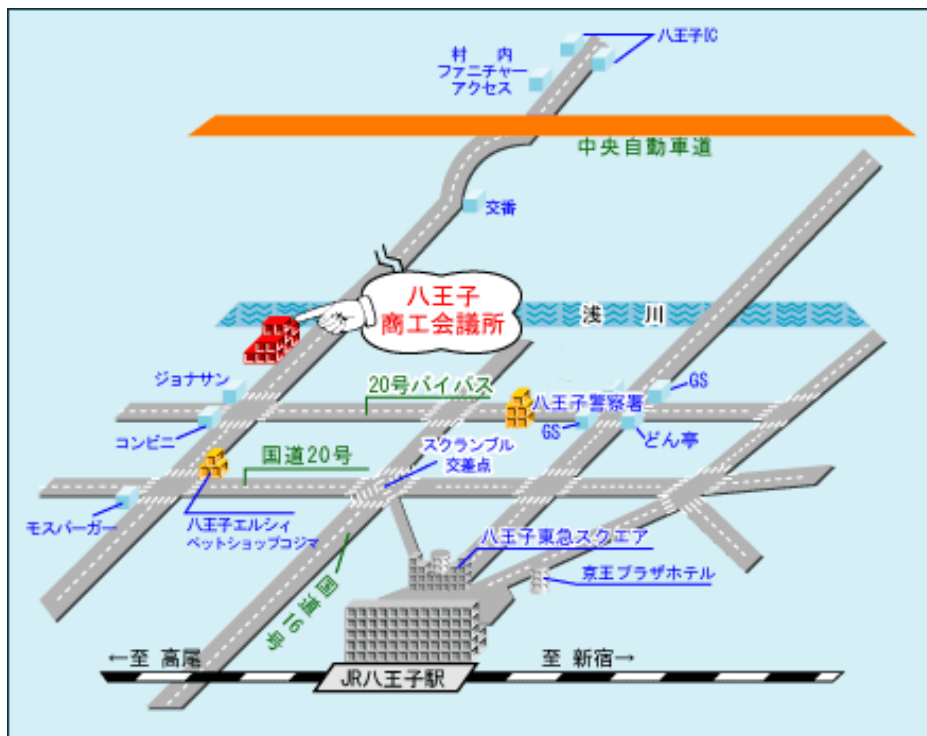 八王子IC
村 内
ファニチャー
アクセス
中央自動車道
交番
八王子
商工会議所
浅 川
ジョナサン
20号バイパス
八王子警察署
GS
GS
どん亭
コンビニ
国道20号
スクランブル
交差点
モスバーガー
八王子エルシィ
ペットショップコジマ
八王子東急スクエア
京王プラザホテル
国道16号
←至 高尾
至 新宿→
JR八王子駅